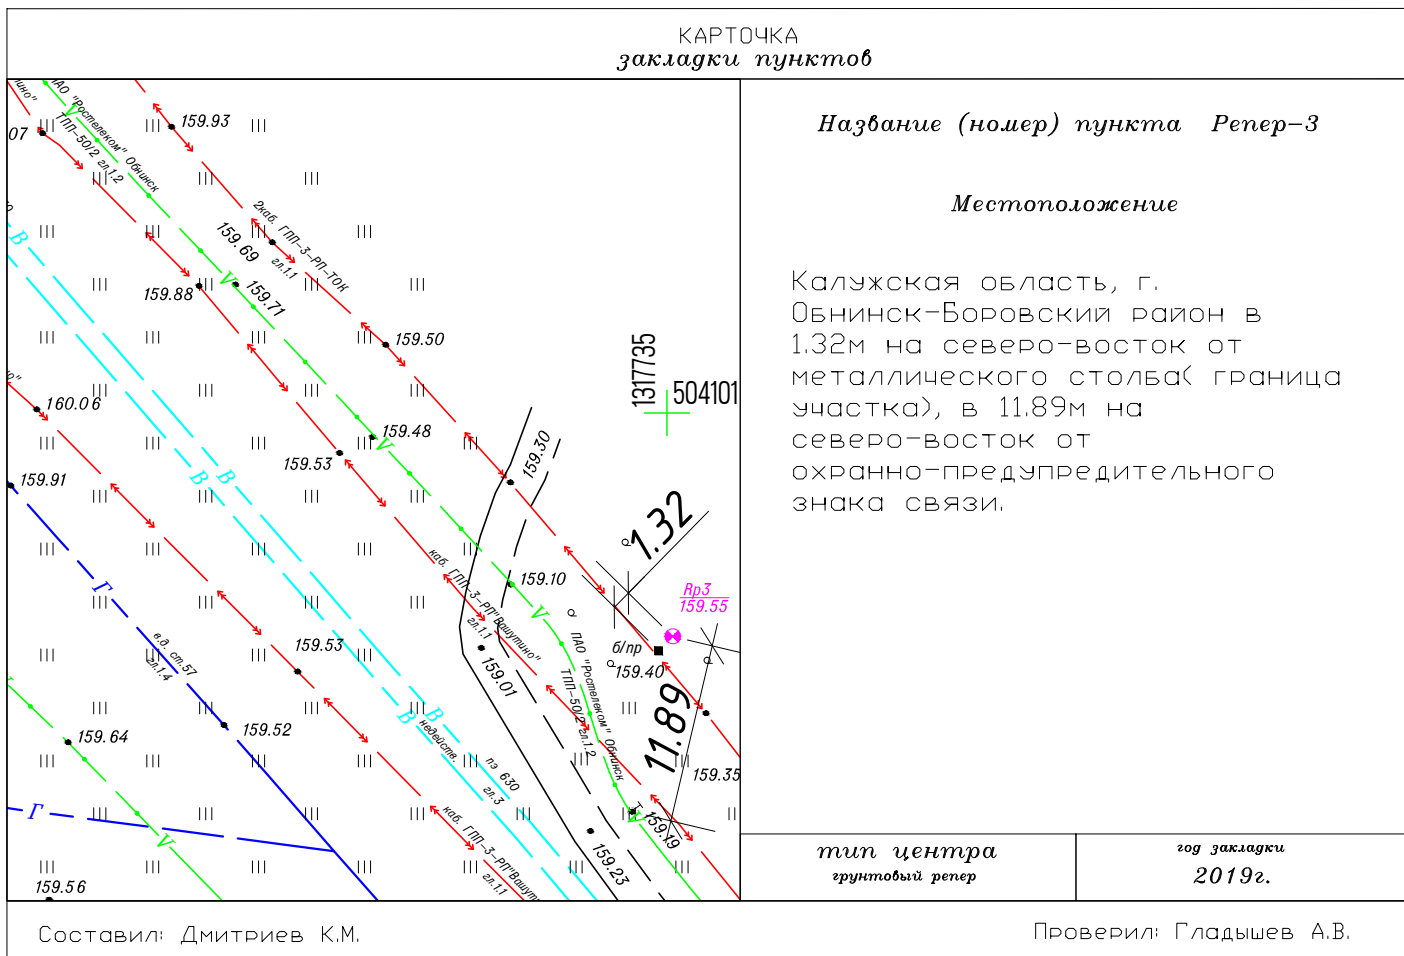 КАРТОЧКА
закладки пунктов
Название (номер) пункта Репер-3
Местоположение
Калужская область, г.
Обнинск-Боровский район в
1.32м на северо-восток от
металлического столба( граница
участка), в 11.89м на
северо-восток от
охранно-предупредительного
знака связи.
тип центра
грунтовый репер
год закладки
2019г.
Составил: Дмитриев К.М.
Проверил: Гладышев А.В.
07
ПАО "Ростелеком" Обнинск
ТПП-50/2 гл.1.2
159.93
2каб. ГПП-3-РП-ТОК
гл.1.1
159.69
159.71
159.88
159.50
1317735
504101
160.06
159.48
159.53
159.30
159.91
В
В
В
1.32
каб. ГПП-3-РП"Вашутино"
гл.1.1
159.10
Rp3
159.55
Г
V
V
V
V
б/пр
159.40
в.д. ст.57
гл.1.4
159.53
159.01
ПАО "Ростелеком" Обнинск
ТПП-50/2 гл.1.2
11.89
159.64
159.52
В
В
недейств.
пэ 630
гл.3
159.35
Г
V
V
159.19
каб. ГПП-3-РП"Вашутино"
гл.1.1
159.23
159.56